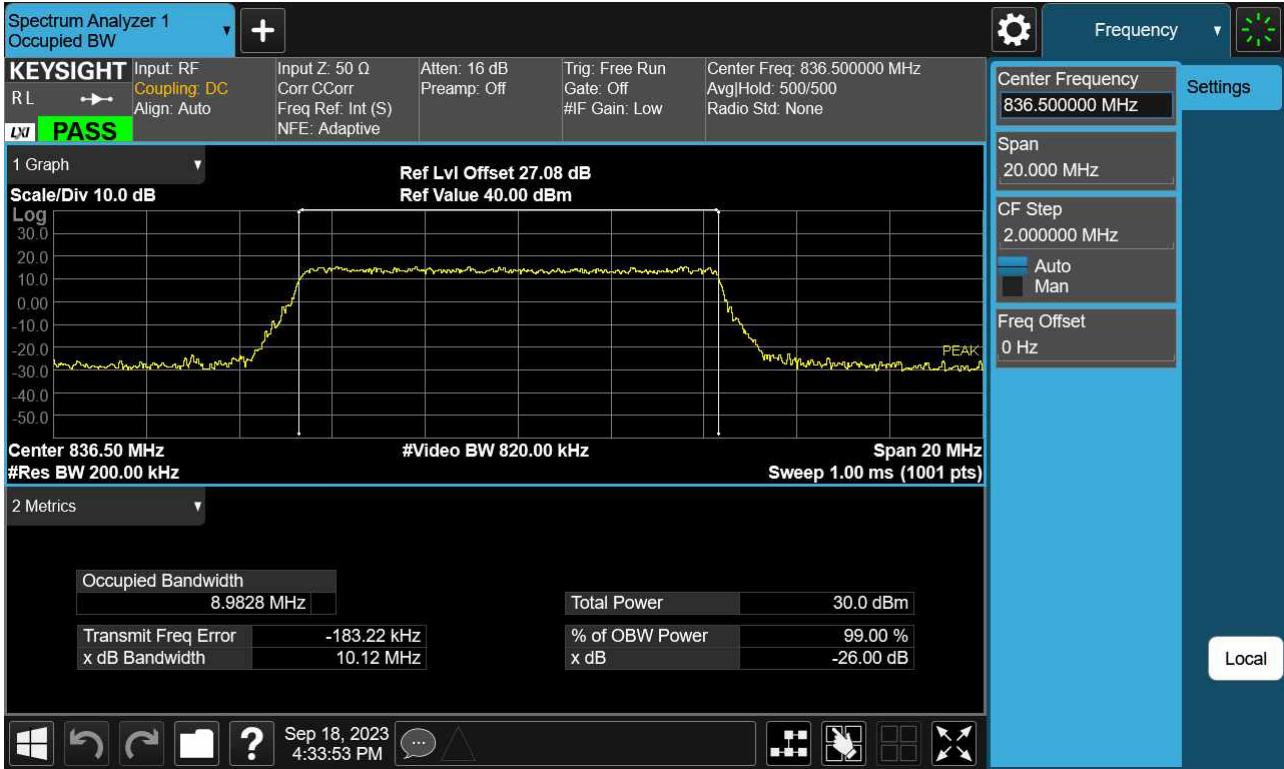 Spectrum Analyzer 1
Occupied BW
Frequency
KEYSIGHT
RL
LXI PASS
Input: RF
Coupling: DC
Align: Auto
Input Z: 50 Ω
Corr CCorr
Freq Ref: Int (S)
NFE: Adaptive
Atten: 16 dB
Preamp: Off
Trig: Free Run
Gate: Off
#IF Gain: Low
Center Freq: 836.500000 MHz
Avg|Hold: 500/500
Radio Std: None
Center Frequency
836.500000 MHz
Settings
Span
20.000 MHz
CF Step
2.000000 MHz
Auto
Man
Freq Offset
0 Hz
Local
1 Graph
Ref Lvl Offset 27.08 dB
Scale/Div 10.0 dB
Ref Value 40.00 dBm
Log
30.0
20.0
10.0
0.00
-10.0
-20.0
-30.0
-40.0
-50.0
PEAK
Center 836.50 MHz
#Video BW 820.00 kHz
Span 20 MHz
#Res BW 200.00 kHz
Sweep 1.00 ms (1001 pts)
2 Metrics
Occupied Bandwidth
8.9828 MHz
Total Power 30.0 dBm
Transmit Freq Error -183.22 kHz
% of OBW Power 99.00 %
x dB Bandwidth 10.12 MHz
x dB -26.00 dB
?
Sep 18, 2023
4:33:53 PM